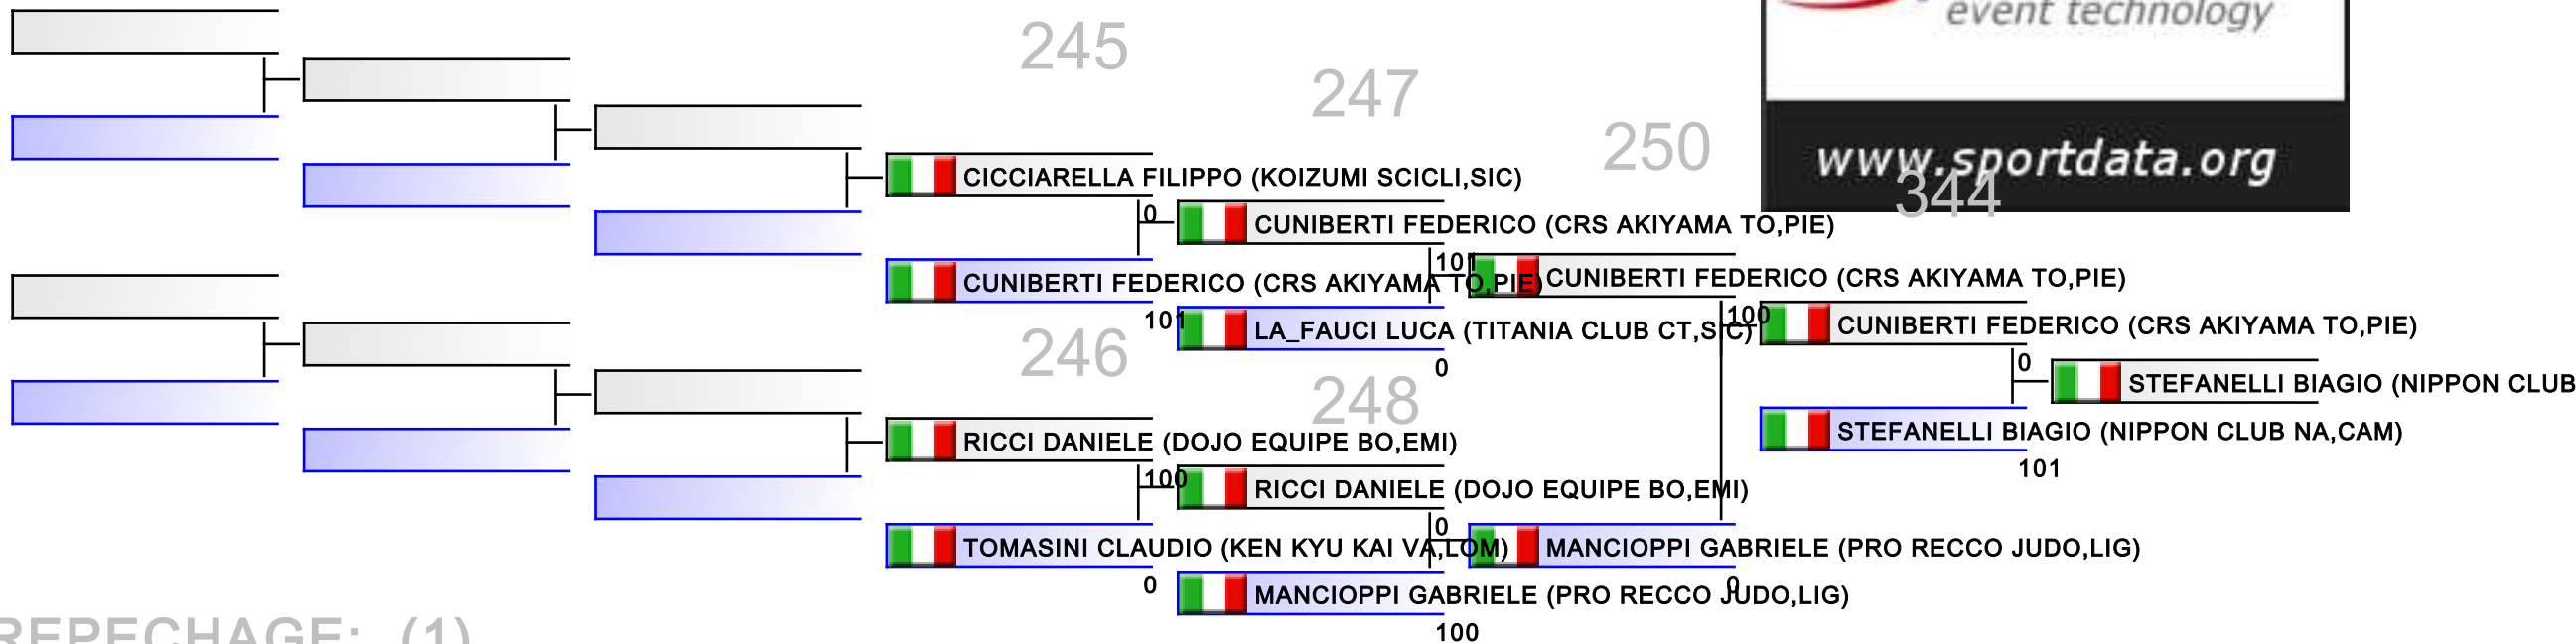 event technology
www.sportdata.org
245
247
250
344
CICCIARELLA FILIPPO (KOIZUMI SCICLI,SIC)
0
CUNIBERTI FEDERICO (CRS AKIYAMA TO,PIE)
101
CUNIBERTI FEDERICO (CRS AKIYAMA TO,PIE)
101
CUNIBERTI FEDERICO (CRS AKIYAMA TO,PIE)
100
LA_FAUCI LUCA (TITANIA CLUB CT,SIC)
0
CUNIBERTI FEDERICO (CRS AKIYAMA TO,PIE)
0
STEFANELLI BIAGIO (NIPPON CLUB
STEFANELLI BIAGIO (NIPPON CLUB NA,CAM)
101
246
248
RICCI DANIELE (DOJO EQUIPE BO,EMI)
100
RICCI DANIELE (DOJO EQUIPE BO,EMI)
0
TOMASINI CLAUDIO (KEN KYU KAI VA,LOM)
0
MANCIOPPI GABRIELE (PRO RECCO JUDO,LIG)
0
MANCIOPPI GABRIELE (PRO RECCO JUDO,LIG)
100
REPECHAGE: (1)